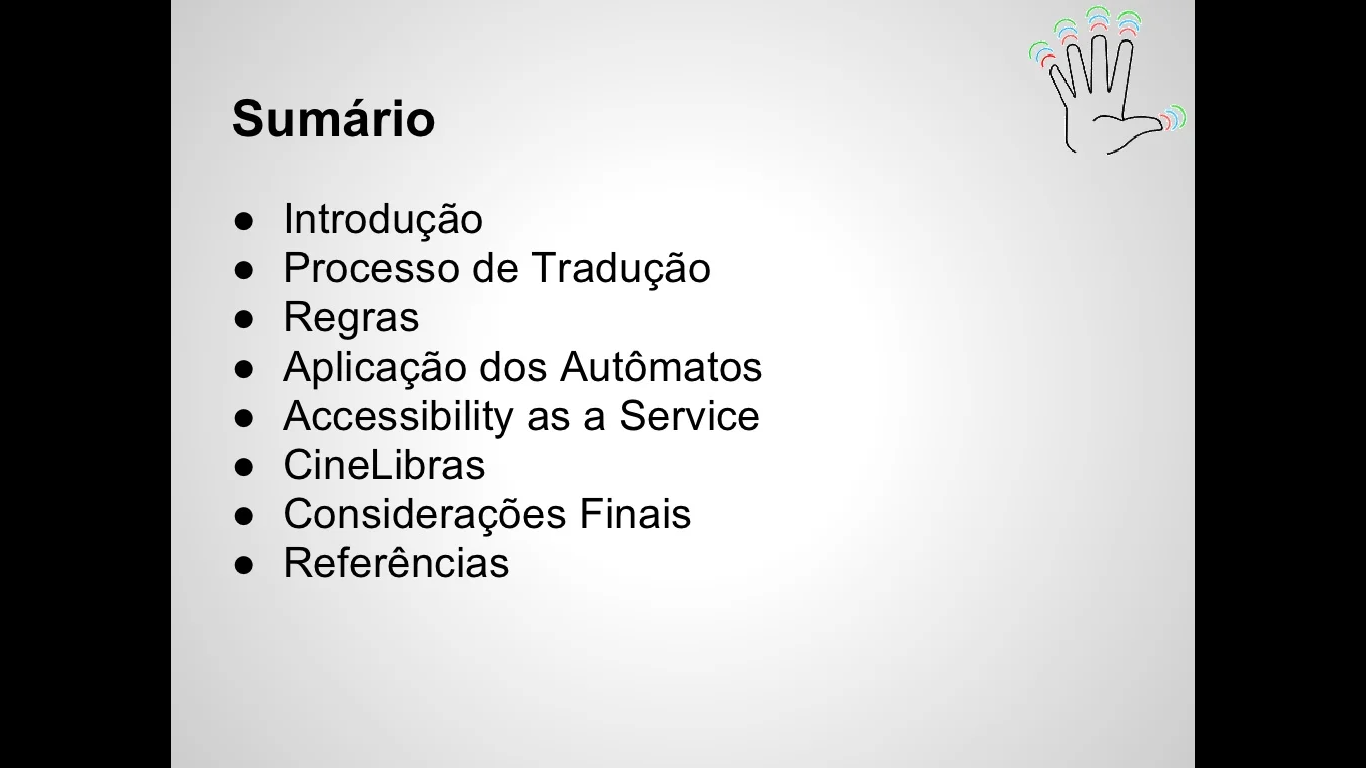 Sumário
● Introdução
● Processo de Tradução
● Regras
● Aplicação dos Autômatos
● Accessibility as a Service
● CineLibras
● Considerações Finais
● Referências